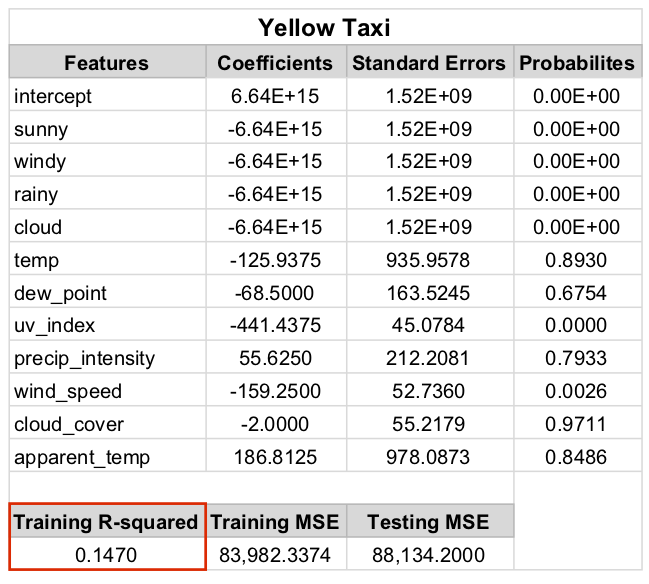 Yellow Taxi
Features Coefficients Standard Errors Probabilites
intercept 6.64E+15 1.52E+09 0.00E+00
sunny -6.64E+15 1.52E+09 0.00E+00
windy -6.64E+15 1.52E+09 0.00E+00
rainy -6.64E+15 1.52E+09 0.00E+00
cloud -6.64E+15 1.52E+09 0.00E+00
temp -125.9375 935.9578 0.8930
dew_point -68.5000 163.5245 0.6754
uv_index -441.4375 45.0784 0.0000
precip_intensity 55.6250 212.2081 0.7933
wind_speed -159.2500 52.7360 0.0026
cloud_cover -2.0000 55.2179 0.9711
apparent_temp 186.8125 978.0873 0.8486
Training R-squared Training MSE Testing MSE
0.1470 83,982.3374 88,134.2000